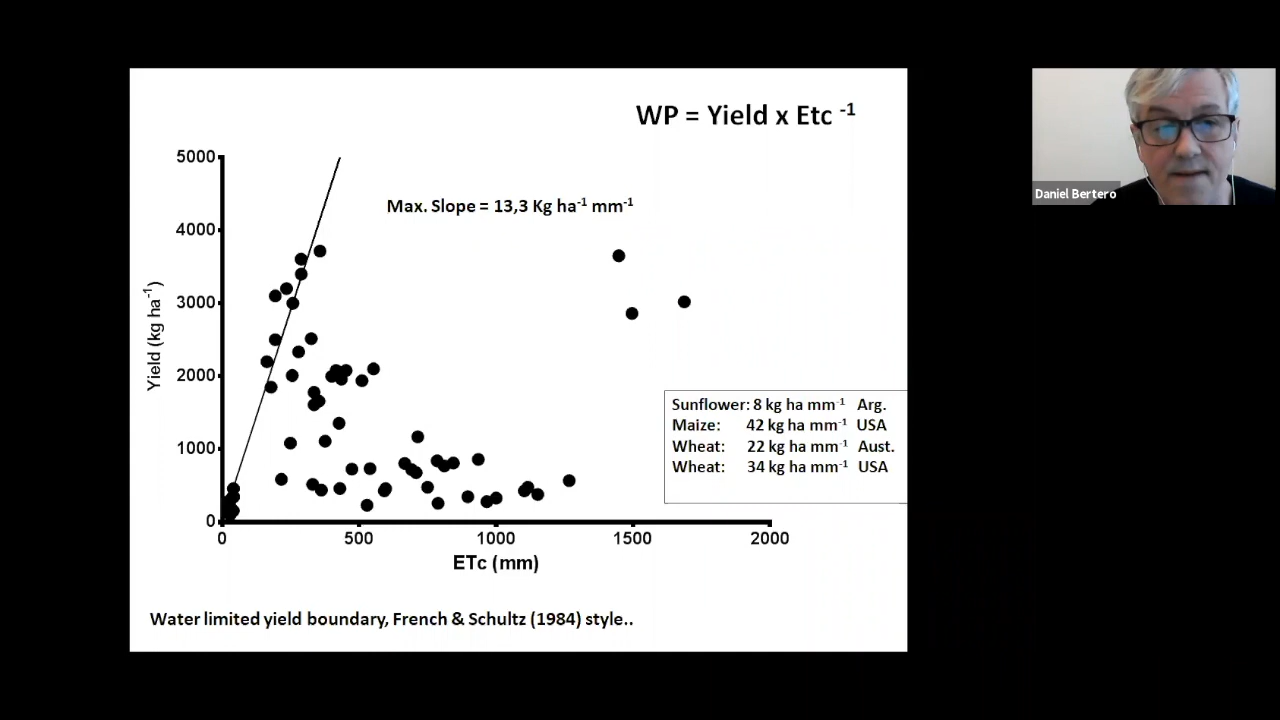 WP = Yield x Etc ⁻¹
Max. Slope = 13,3 Kg ha⁻¹ mm⁻¹
Yield (kg ha⁻¹)
5000
4000
3000
2000
1000
0
0 500 1000 1500 2000
ETc (mm)
Sunflower: 8 kg ha mm⁻¹ Arg.
Maize: 42 kg ha mm⁻¹ USA
Wheat: 22 kg ha mm⁻¹ Aust.
Wheat: 34 kg ha mm⁻¹ USA
Water limited yield boundary, French & Schultz (1984) style..
Daniel Bertero